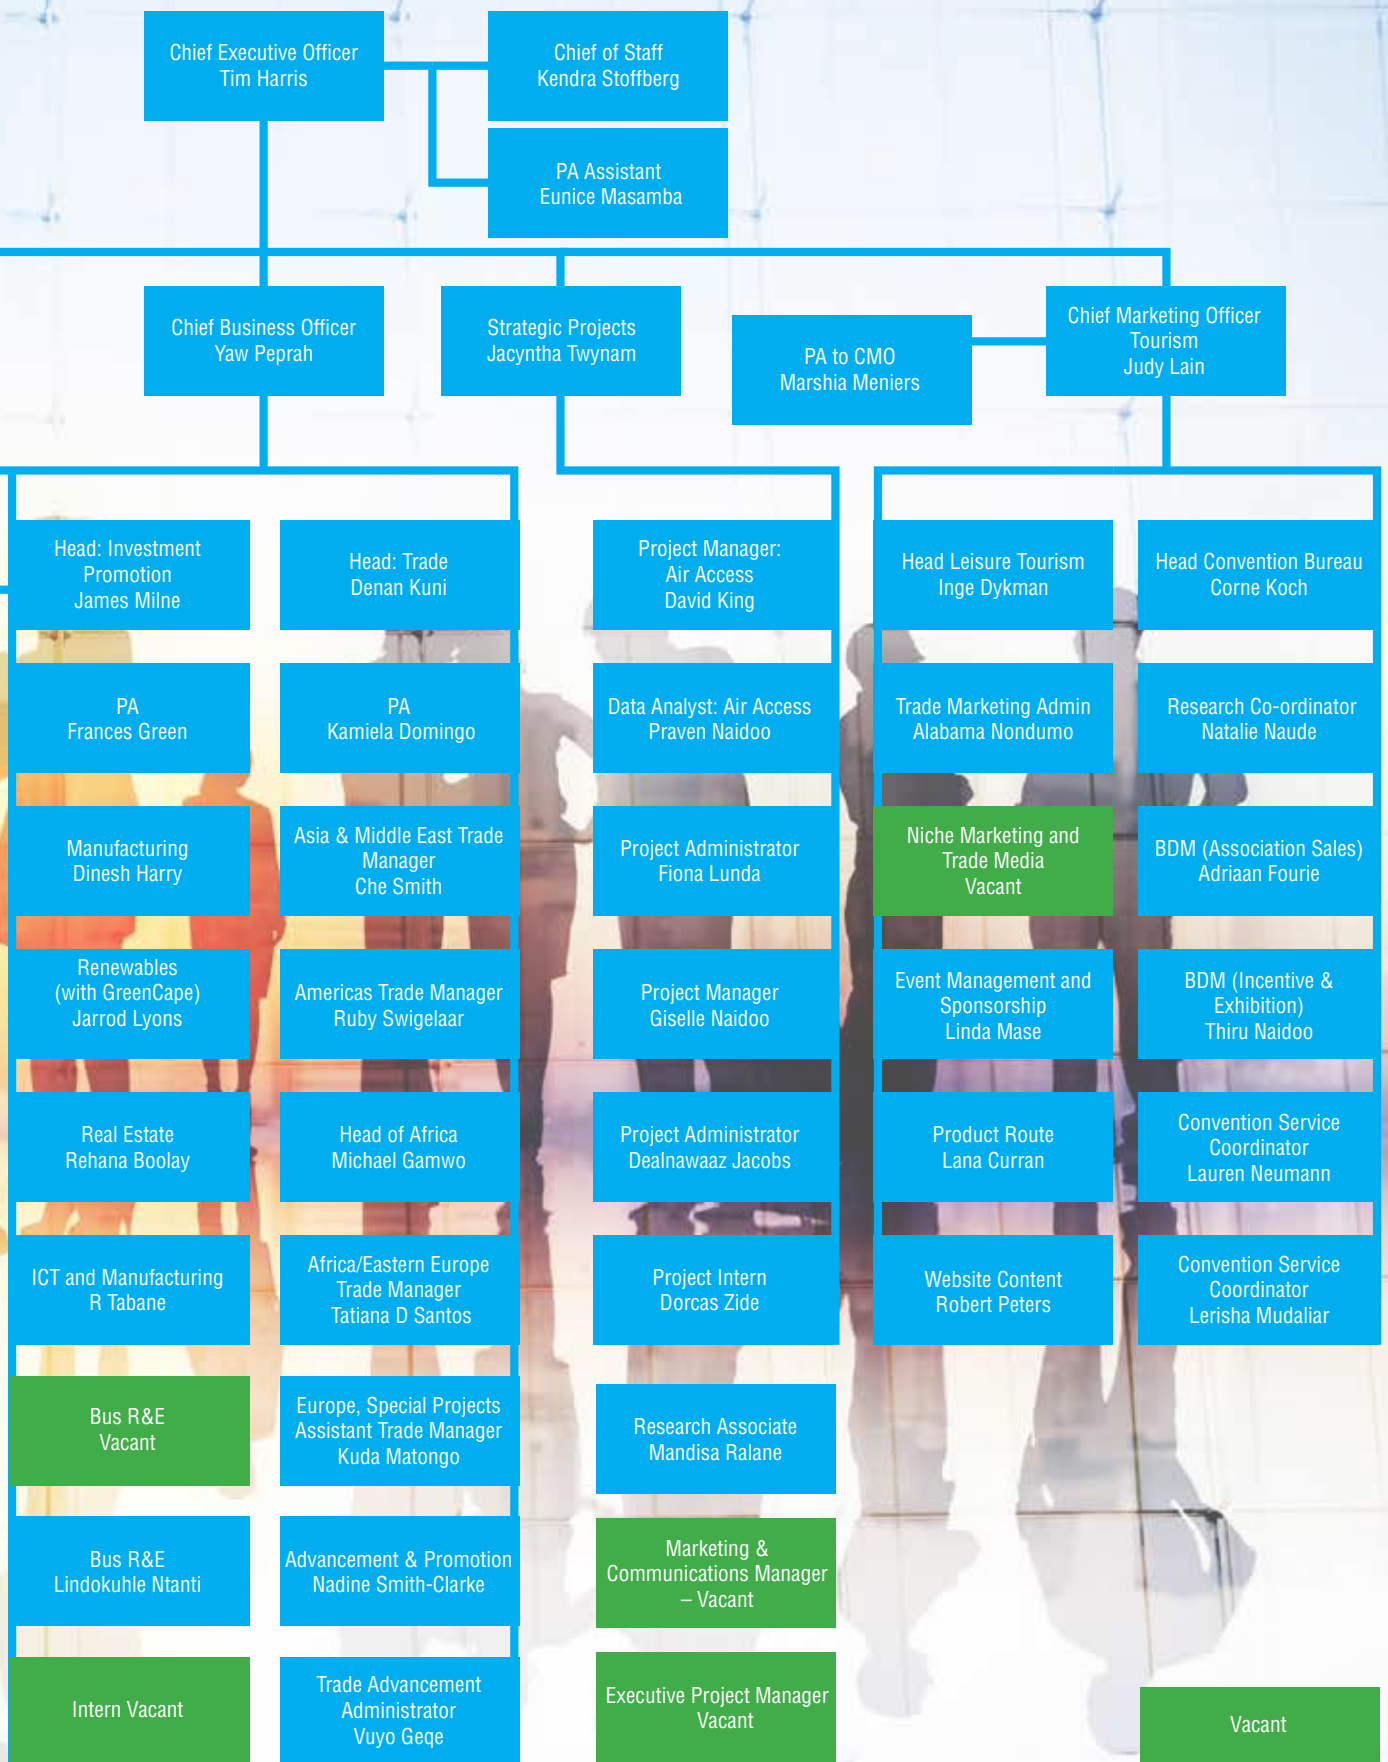 Chief Executive Officer
Tim Harris
Chief of Staff
Kendra Stoffberg
PA Assistant
Eunice Masamba
Chief Business Officer
Yaw Peprah
Strategic Projects
Jacyntha Twynam
PA to CMO
Marshia Meniers
Chief Marketing Officer
Tourism
Judy Lain
Head: Investment
Promotion
James Milne
PA
Frances Green
Manufacturing
Dinesh Harry
Renewables
(with GreenCape)
Jarrod Lyons
Real Estate
Rehana Boolay
ICT and Manufacturing
R Tabane
Bus R&E
Vacant
Bus R&E
Lindokuhle Ntanti
Intern Vacant
Head: Trade
Denan Kuni
PA
Kamiela Domingo
Asia & Middle East Trade
Manager
Che Smith
Americas Trade Manager
Ruby Swigelaar
Head of Africa
Michael Gamwo
Africa/Eastern Europe
Trade Manager
Tatiana D Santos
Europe, Special Projects
Assistant Trade Manager
Kuda Matongo
Advancement & Promotion
Nadine Smith-Clarke
Trade Advancement
Administrator
Vuyo Geqe
Project Manager:
Air Access
David King
Data Analyst: Air Access
Praven Naidoo
Project Administrator
Fiona Lunda
Project Manager
Giselle Naidoo
Project Administrator
Dealnawaaz Jacobs
Project Intern
Dorcas Zide
Research Associate
Mandisa Ralane
Marketing &
Communications Manager
– Vacant
Executive Project Manager
Vacant
Head Leisure Tourism
Inge Dykman
Trade Marketing Admin
Alabama Nondumo
Niche Marketing and
Trade Media
Vacant
Event Management and
Sponsorship
Linda Mase
Product Route
Lana Curran
Website Content
Robert Peters
Head Convention Bureau
Corne Koch
Research Co-ordinator
Natalie Naude
BDM (Association Sales)
Adriaan Fourie
BDM (Incentive &
Exhibition)
Thiru Naidoo
Convention Service
Coordinator
Lauren Neumann
Convention Service
Coordinator
Lerisha Mudaliar
Vacant